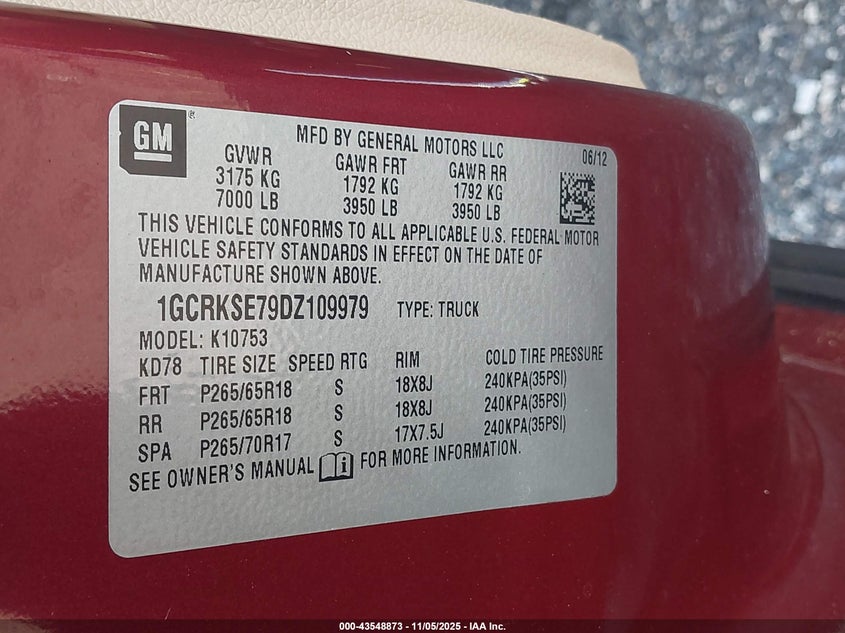 GM
MFD BY GENERAL MOTORS LLC
06/12
GVWR GAWR FRT GAWR RR
3175 KG 1792 KG 1792 KG
7000 LB 3950 LB 3950 LB
THIS VEHICLE CONFORMS TO ALL APPLICABLE U.S. FEDERAL MOTOR
VEHICLE SAFETY STANDARDS IN EFFECT ON THE DATE OF
MANUFACTURE SHOWN ABOVE.
1GCRKSE79DZ109979 TYPE: TRUCK
MODEL: K10753
KD78 TIRE SIZE SPEED RTG RIM COLD TIRE PRESSURE
FRT P265/65R18 S 18X8J 240KPA(35PSI)
RR P265/65R18 S 18X8J 240KPA(35PSI)
SPA P265/70R17 S 17X7.5J 240KPA(35PSI)
SEE OWNER'S MANUAL FOR MORE INFORMATION.
000-43548873 - 11/05/2025 - IAA Inc.